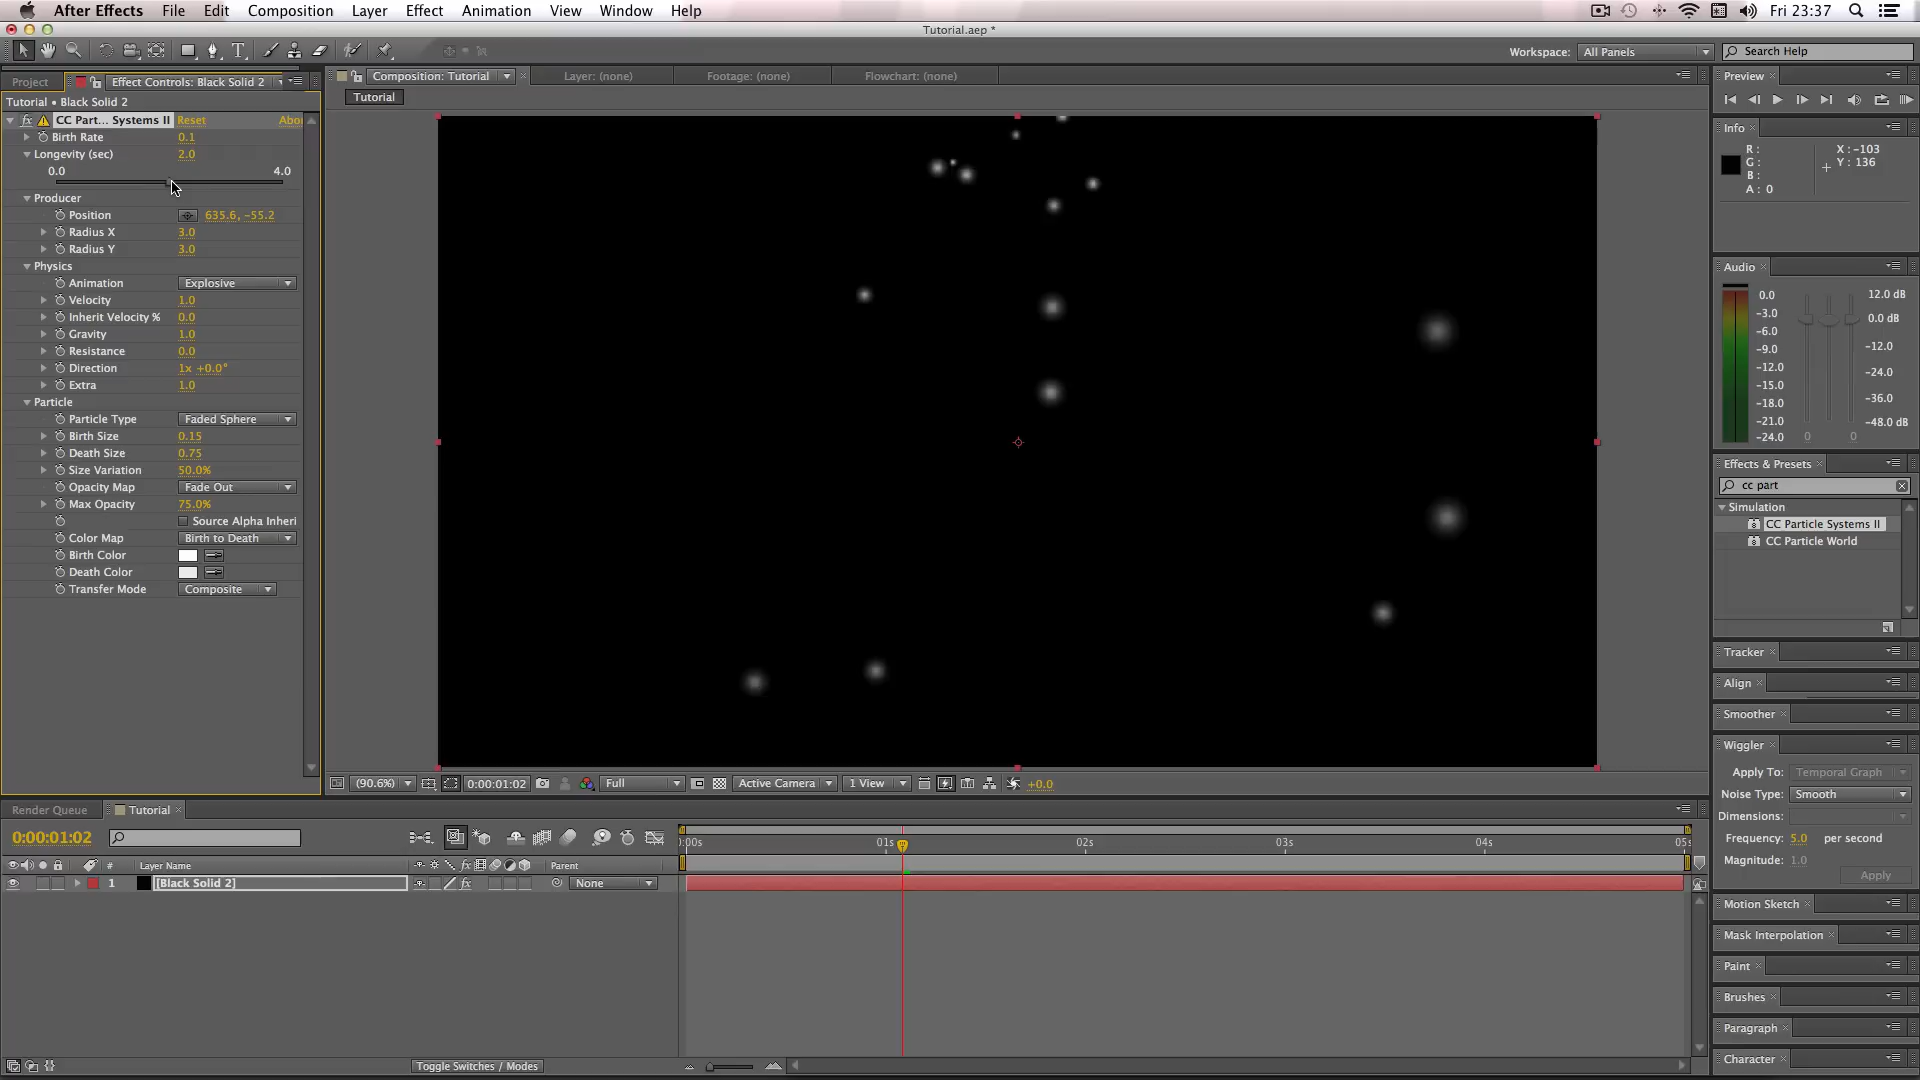 After Effects File Edit Composition Layer Effect Animation View Window Help Fri 23:37
Tutorial.aep *
Workspace: All Panels Search Help
Project Effect Controls: Black Solid 2 Composition: Tutorial Layer: (none) Footage: (none) Flowchart: (none) Preview
Tutorial
Tutorial • Black Solid 2
fx CC Part... Systems II Reset Abo
Birth Rate 0.1
Longevity (sec) 2.0
0.0 4.0
Producer
Position 635.6, -55.2
Radius X 3.0
Radius Y 3.0
Physics
Animation Explosive
Velocity 1.0
Inherit Velocity % 0.0
Gravity 1.0
Resistance 0.0
Direction 1x +0.0°
Extra 1.0
Particle
Particle Type Faded Sphere
Birth Size 0.15
Death Size 0.75
Size Variation 50.0%
Opacity Map Fade Out
Max Opacity 75.0%
Source Alpha Inheri
Color Map Birth to Death
Birth Color
Death Color
Transfer Mode Composite
(90.6%) 0:00:01:02 Full Active Camera 1 View +0.0
Info
R : X : -103
G : Y : 136
B :
A : 0
Audio
0.0 12.0 dB
-3.0 0.0 dB
-6.0
-9.0 -12.0
-12.0
-15.0 -24.0
-18.0 -36.0
-21.0 -48.0 dB
-24.0 0 0
Effects & Presets
cc part
Simulation
CC Particle Systems II
CC Particle World
Tracker
Align
Smoother
Wiggler
Apply To: Temporal Graph
Noise Type: Smooth
Dimensions:
Frequency: 5.0 per second
Magnitude: 1.0
Apply
Motion Sketch
Mask Interpolation
Paint
Brushes
Paragraph
Character
Render Queue Tutorial
0:00:01:02
):00s 01s 02s 03s 04s 05s
# Layer Name fx Parent
1 [Black Solid 2] fx None
Toggle Switches / Modes